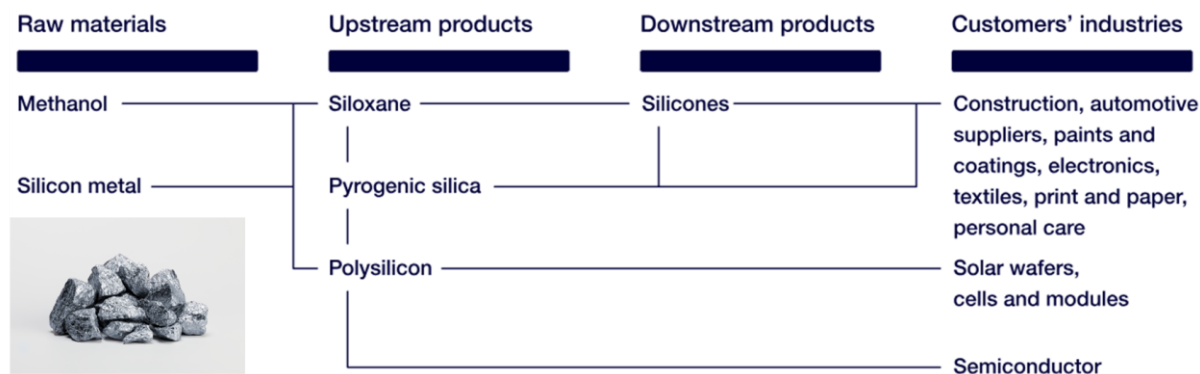 Raw materials
Upstream products
Downstream products
Customers’ industries
Methanol
Siloxane
Silicones
Construction, automotive
suppliers, paints and
coatings, electronics,
textiles, print and paper,
personal care
Silicon metal
Pyrogenic silica
Polysilicon
Solar wafers,
cells and modules
Semiconductor